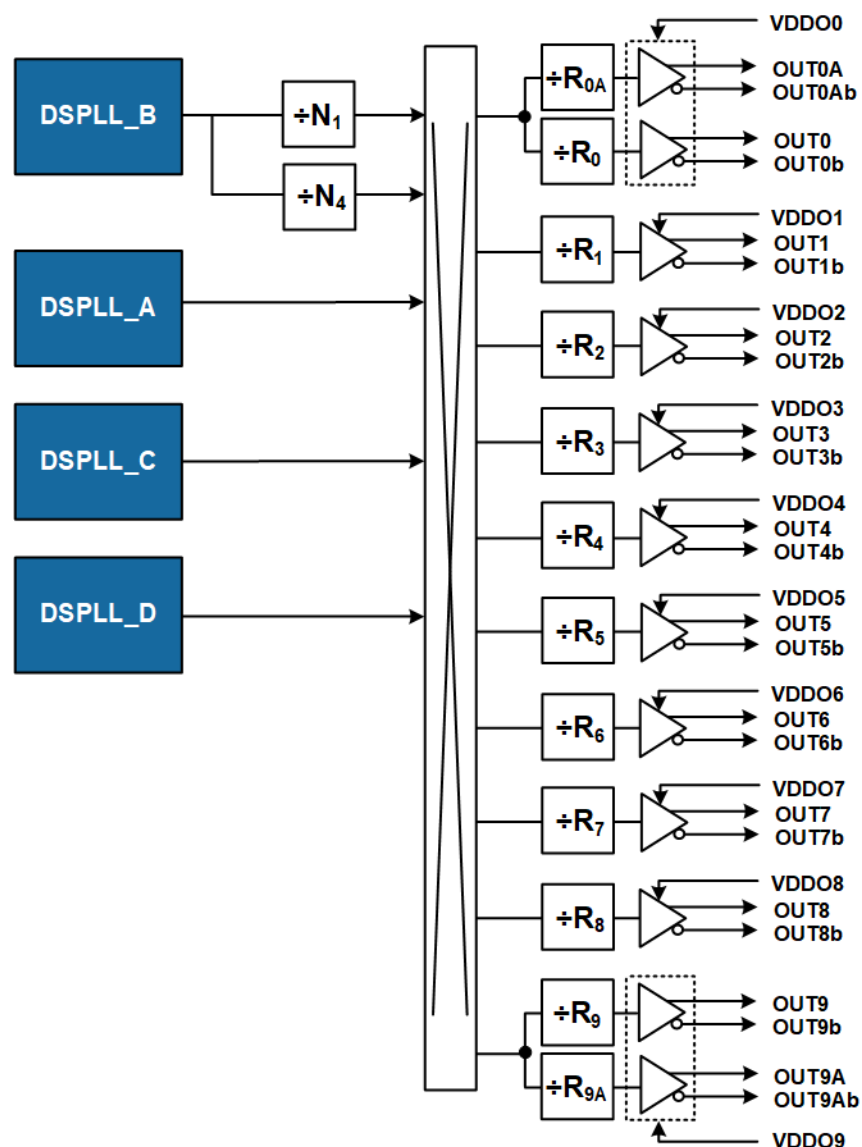 DSPLL_B
÷N1
÷N4
DSPLL_A
DSPLL_C
DSPLL_D
÷R0A
÷R0
÷R1
÷R2
÷R3
÷R4
÷R5
÷R6
÷R7
÷R8
÷R9
÷R9A
VDDO0
OUT0A
OUT0Ab
OUT0
OUT0b
VDDO1
OUT1
OUT1b
VDDO2
OUT2
OUT2b
VDDO3
OUT3
OUT3b
VDDO4
OUT4
OUT4b
VDDO5
OUT5
OUT5b
VDDO6
OUT6
OUT6b
VDDO7
OUT7
OUT7b
VDDO8
OUT8
OUT8b
OUT9
OUT9b
OUT9A
OUT9Ab
VDDO9